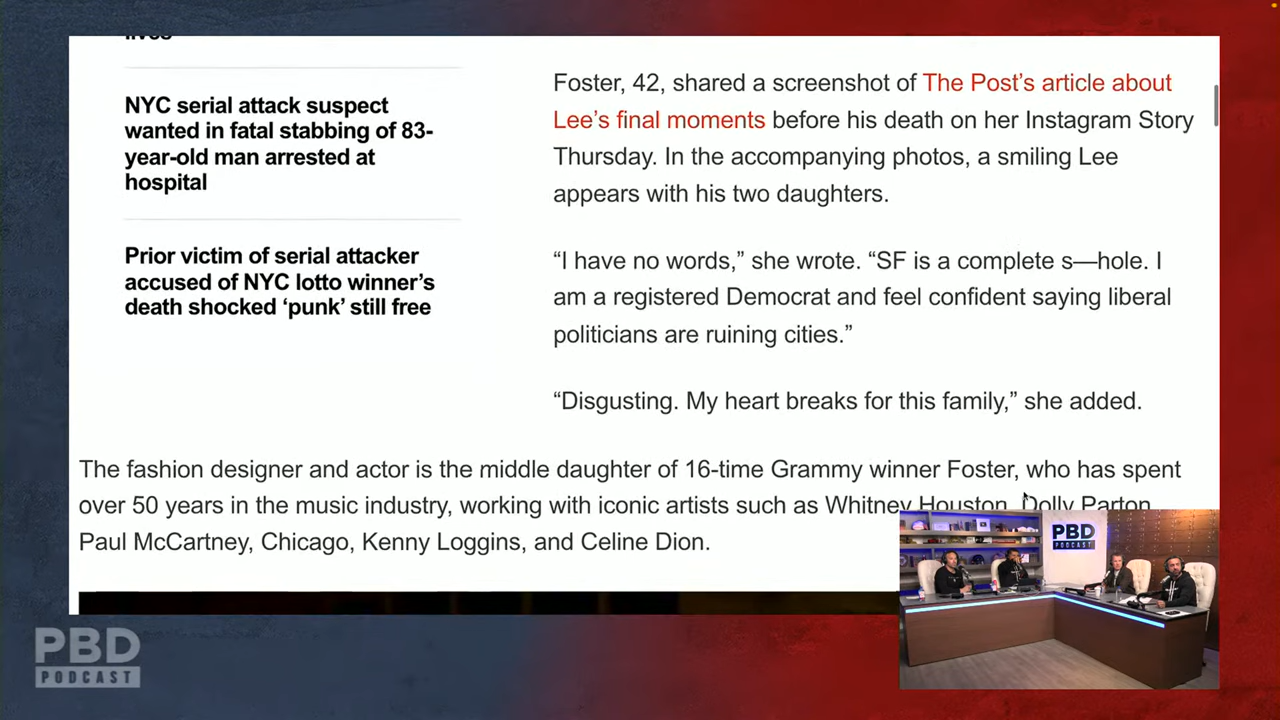 lives
NYC serial attack suspect
wanted in fatal stabbing of 83-
year-old man arrested at
hospital
Prior victim of serial attacker
accused of NYC lotto winner’s
death shocked ‘punk’ still free
Foster, 42, shared a screenshot of The Post’s article about
Lee’s final moments before his death on her Instagram Story
Thursday. In the accompanying photos, a smiling Lee
appears with his two daughters.
“I have no words,” she wrote. “SF is a complete s—hole. I
am a registered Democrat and feel confident saying liberal
politicians are ruining cities.”
“Disgusting. My heart breaks for this family,” she added.
The fashion designer and actor is the middle daughter of 16-time Grammy winner Foster, who has spent
over 50 years in the music industry, working with iconic artists such as Whitney Houston, Dolly Parton,
Paul McCartney, Chicago, Kenny Loggins, and Celine Dion.
PBD
PODCAST
PBD
PODCAST